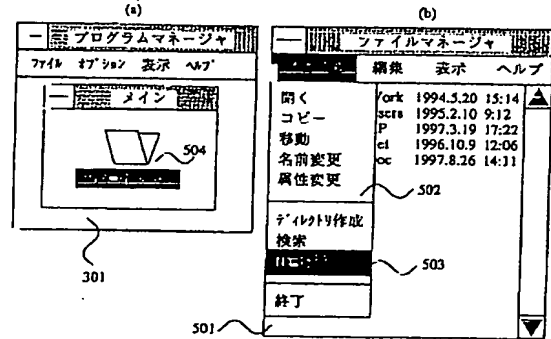 (a)
プログラムマネージャ
ファイル オプション 表示 ヘルプ
メイン
504
301
(b)
ファイルマネージャ
編集 表示 ヘルプ
開く
コピー
移動
名前変更
属性変更
ディレクトリ作成
検索
終了
1994.5.20 15:14
1995.2.10 9:12
1997.3.19 17:22
1996.10.9 12:06
1997.8.26 14:11
502
503
501